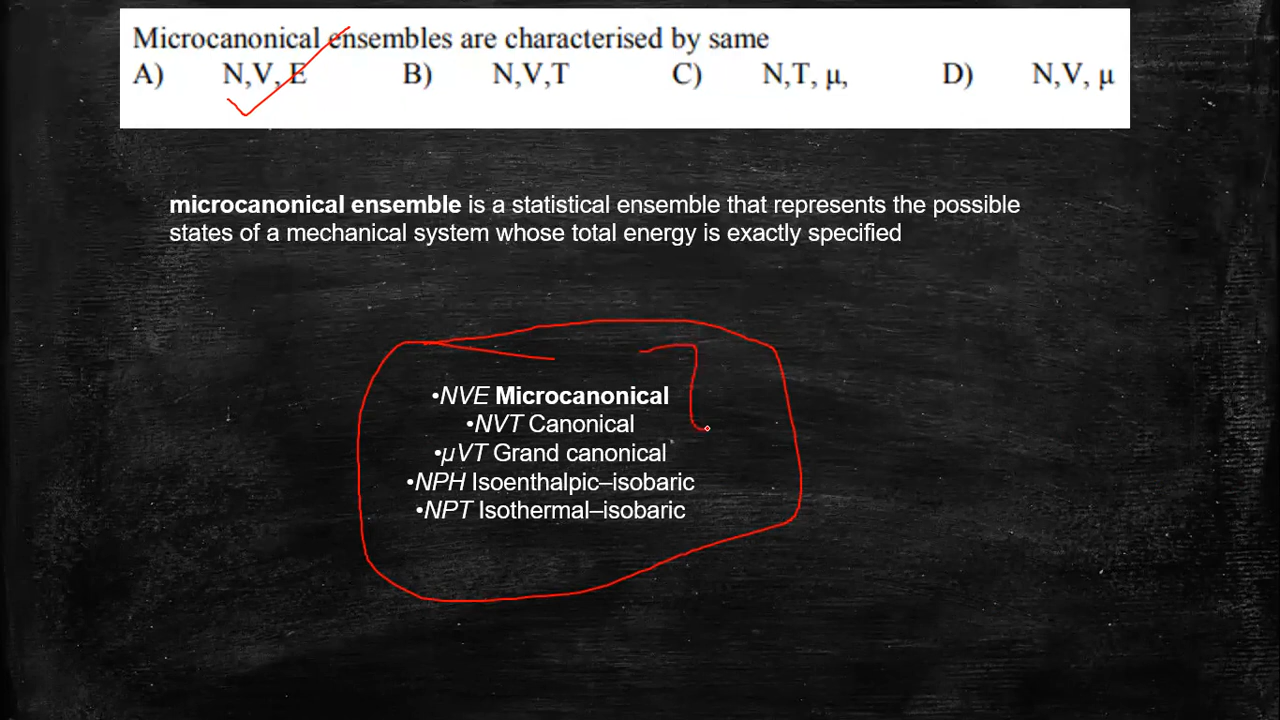 Microcanonical ensembles are characterised by same
A) N,V, E B) N,V,T C) N,T, μ, D) N,V, μ
microcanonical ensemble is a statistical ensemble that represents the possible
states of a mechanical system whose total energy is exactly specified
•NVE Microcanonical
•NVT Canonical
•μVT Grand canonical
•NPH Isoenthalpic–isobaric
•NPT Isothermal–isobaric